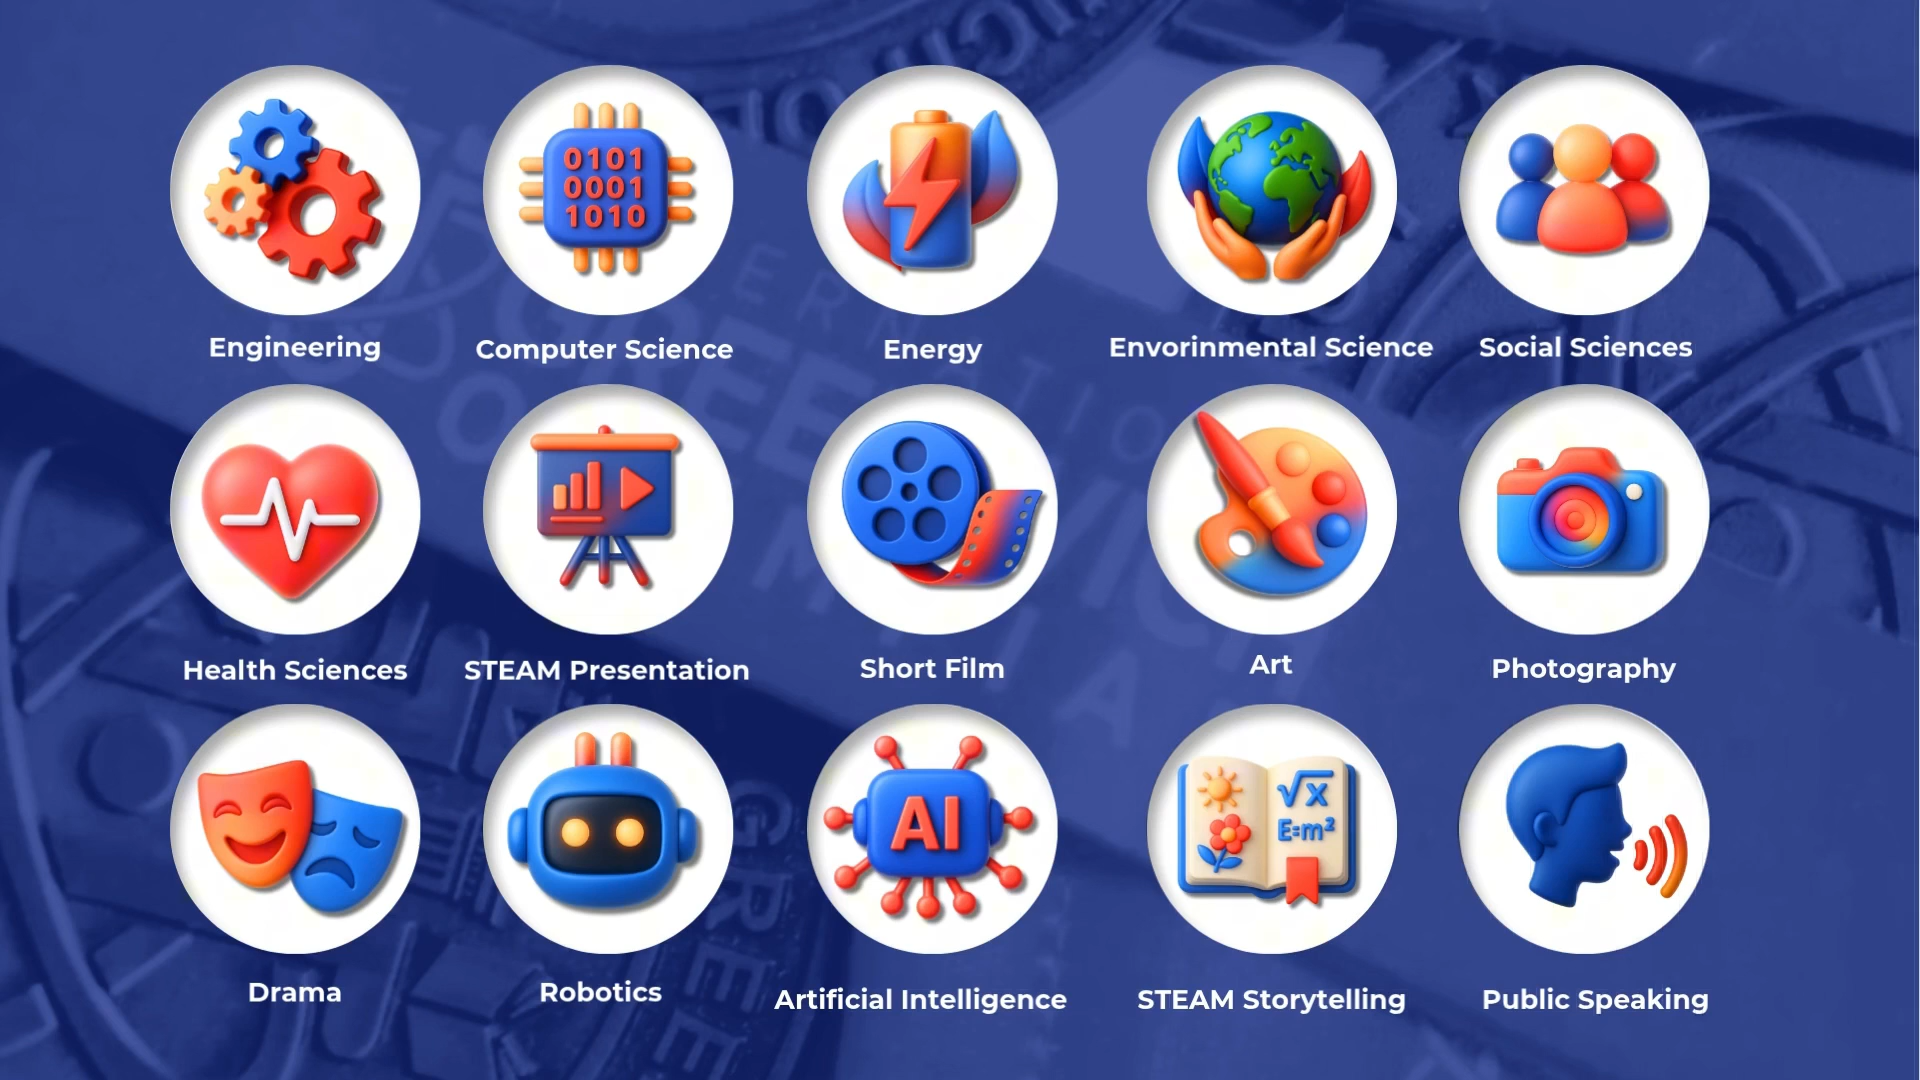 0101
0001
1010
Engineering
Computer Science
Energy
Envorinmental Science
Social Sciences
Health Sciences
STEAM Presentation
Short Film
Art
Photography
AI
√x
E=m²
Drama
Robotics
Artificial Intelligence
STEAM Storytelling
Public Speaking